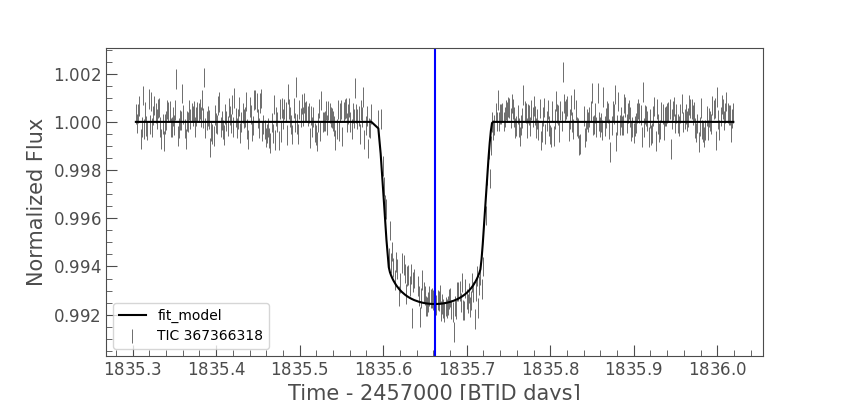 Normalized Flux
1.002
1.000
0.998
0.996
0.994
0.992
fit_model
TIC 367366318
1835.3 1835.4 1835.5 1835.6 1835.7 1835.8 1835.9 1836.0
Time - 2457000 [BTJD days]